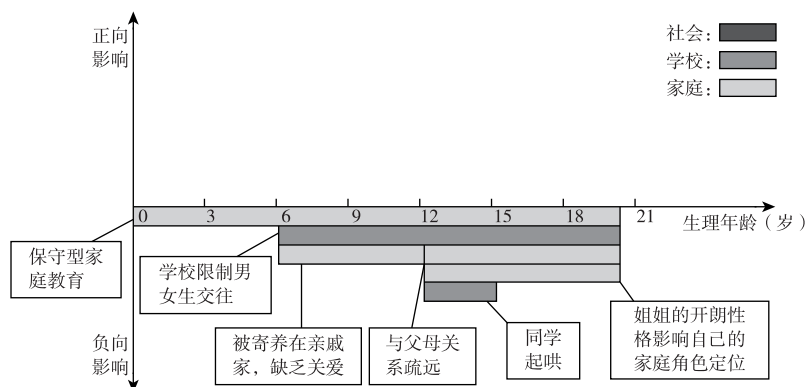 正向
影响
社会：
学校：
家庭：
0 3 6 9 12 15 18 21
生理年龄（岁）
保守型家
庭教育
学校限制男
女生交往
被寄养在亲戚
家，缺乏关爱
与父母关
系疏远
同学
起哄
姐姐的开朗性
格影响自己的
家庭角色定位
负向
影响